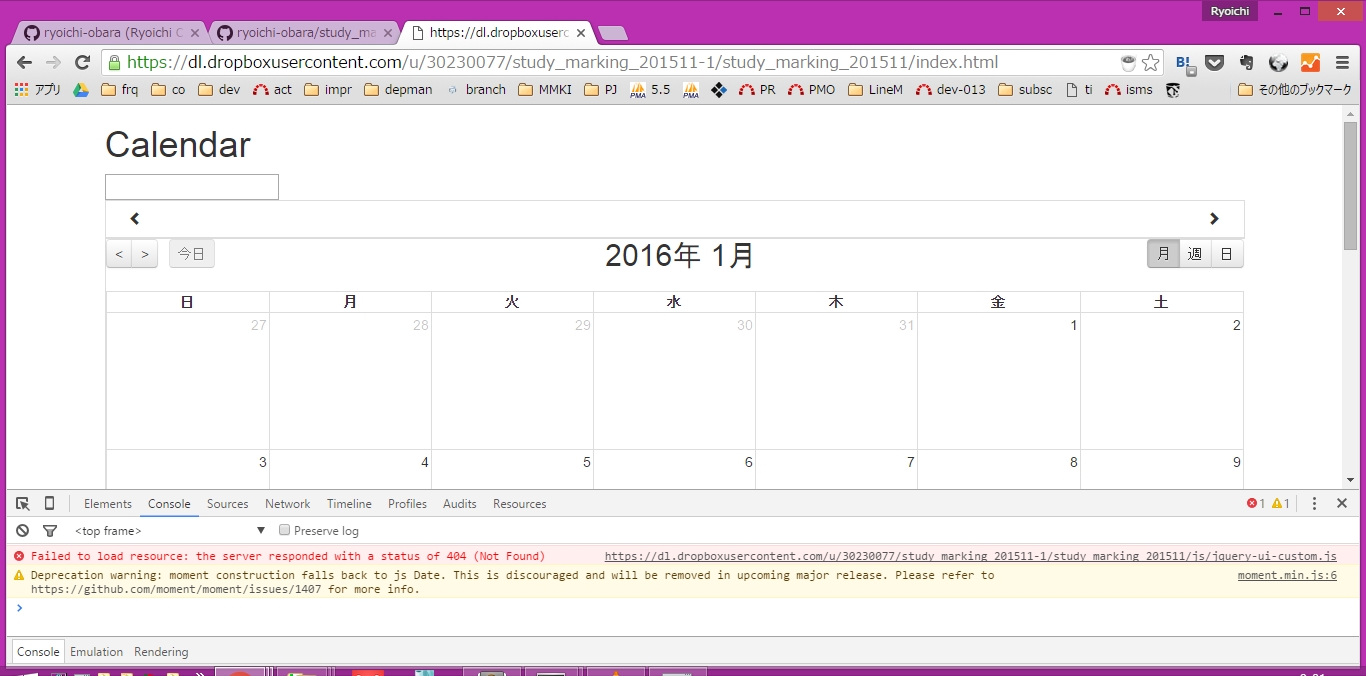 Ryoichi
ryoichi-obara (Ryoichi O
ryoichi-obara/study_ma
https://dl.dropboxuserc
https://dl.dropboxusercontent.com/u/30230077/study_marking_201511-1/study_marking_201511/index.html
B!
アプリ frq co dev act impr depman branch MMKI PJ PMA 5.5 PMA PR PMO LineM dev-013 subsc ti isms その他のブックマーク
Calendar
< > 今日 2016年 1月 月 週 日
日 月 火 水 木 金 土
27 28 29 30 31 1 2
3 4 5 6 7 8 9
Elements Console Sources Network Timeline Profiles Audits Resources 1 1
<top frame> Preserve log
Failed to load resource: the server responded with a status of 404 (Not Found) https://dl.dropboxusercontent.com/u/30230077/study_marking_201511-1/study_marking_201511/js/jquery-ui-custom.js
Deprecation warning: moment construction falls back to js Date. This is discouraged and will be removed in upcoming major release. Please refer to moment.min.js:6
https://github.com/moment/moment/issues/1407 for more info.
>
Console Emulation Rendering